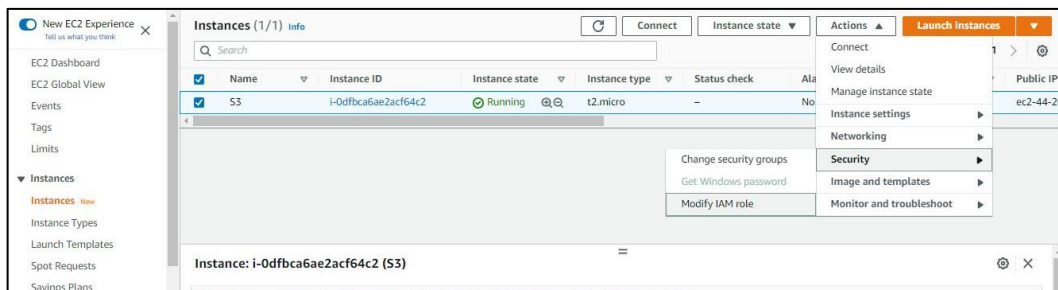 New EC2 Experience
Tell us what you think
EC2 Dashboard
EC2 Global View
Events
Tags
Limits
Instances
Instances New
Instance Types
Launch Templates
Spot Requests
Savings Plans
Instances (1/1) Info
Connect
Instance state
Actions
Launch instances
Search
1
Name
Instance ID
Instance state
Instance type
Status check
Ala
Public IP
S3
i-0dfbca6ae2acf64c2
Running
t2.micro
–
No
ec2-44-2
Connect
View details
Manage instance state
Instance settings
Networking
Security
Image and templates
Monitor and troubleshoot
Change security groups
Get Windows password
Modify IAM role
Instance: i-0dfbca6ae2acf64c2 (S3)